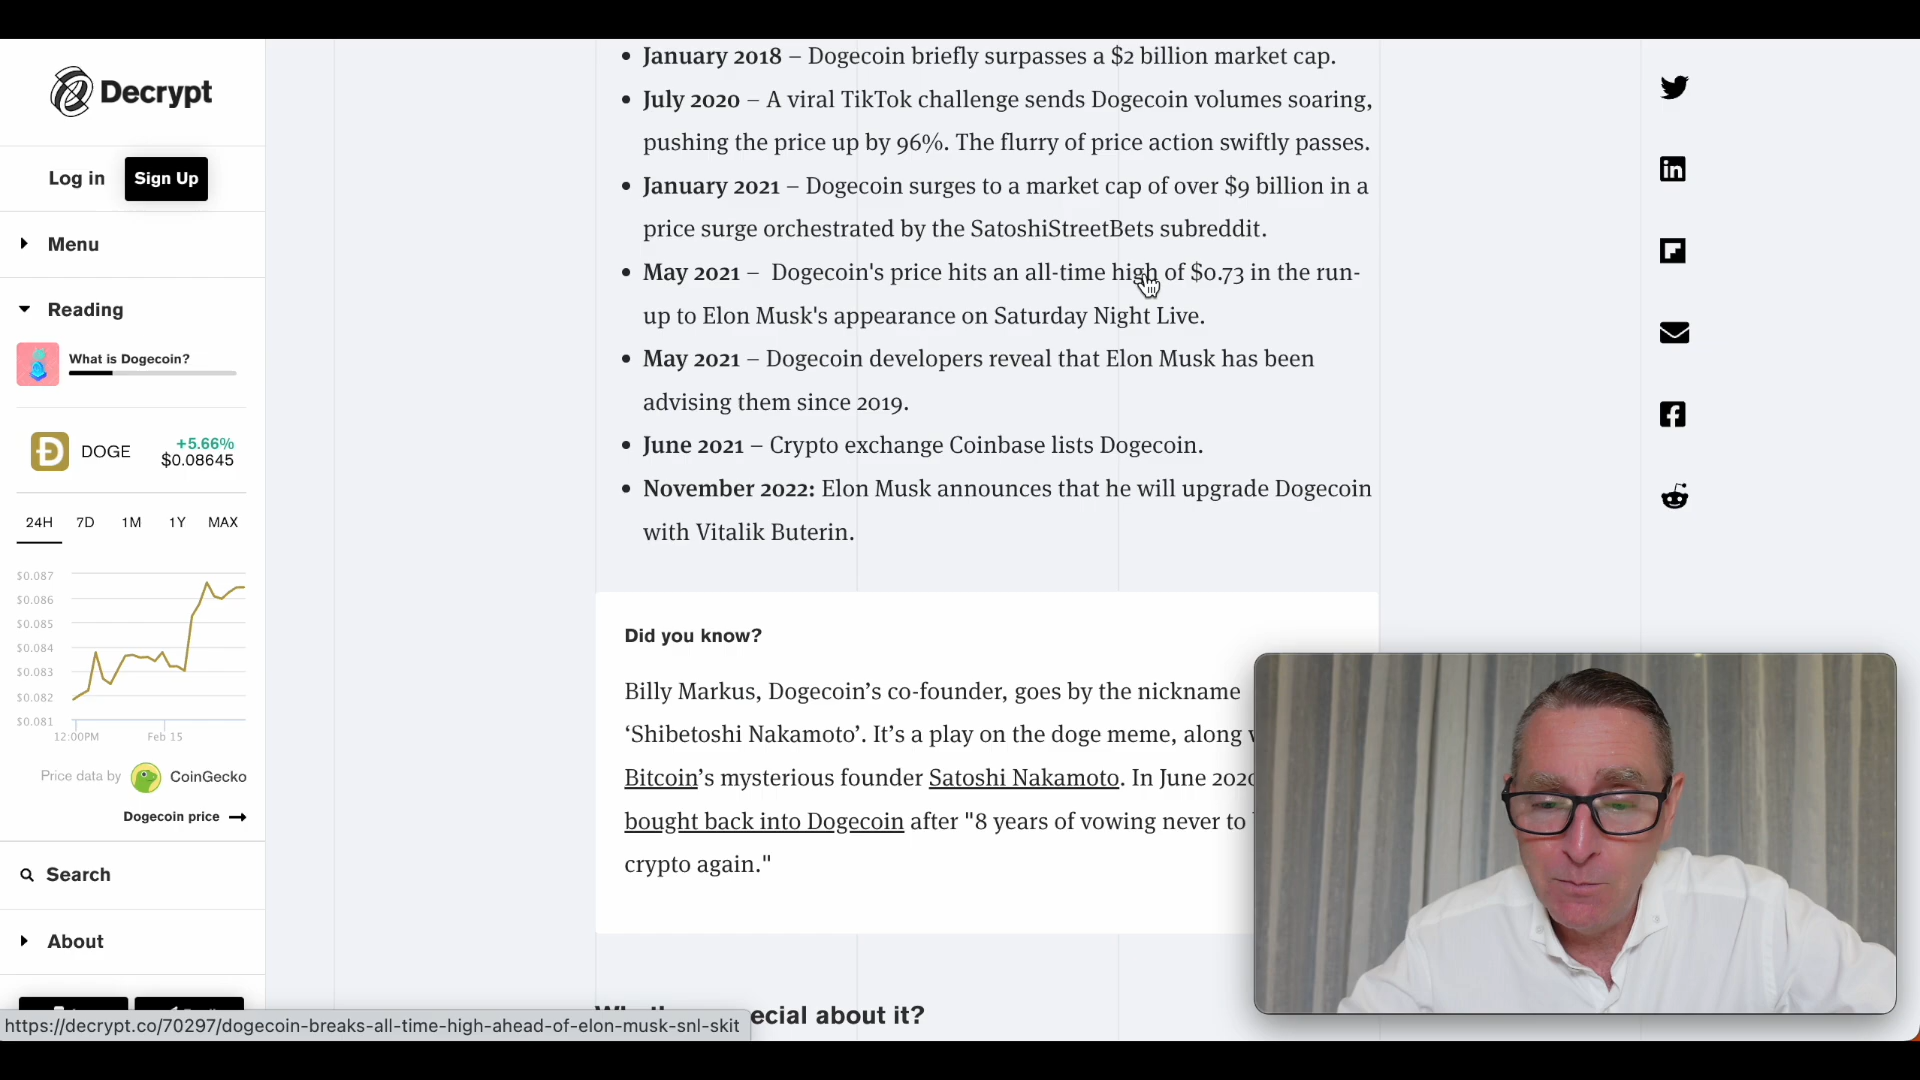 Decrypt
Log in
Sign Up
Menu
Reading
What is Dogecoin?
DOGE
+5.66%
$0.08645
24H 7D 1M 1Y MAX
$0.087
$0.086
$0.085
$0.084
$0.083
$0.082
$0.081
12:00PM Feb 15
Price data by CoinGecko
Dogecoin price
Search
About
January 2018 – Dogecoin briefly surpasses a $2 billion market cap.
July 2020 – A viral TikTok challenge sends Dogecoin volumes soaring,
pushing the price up by 96%. The flurry of price action swiftly passes.
January 2021 – Dogecoin surges to a market cap of over $9 billion in a
price surge orchestrated by the SatoshiStreetBets subreddit.
May 2021 – Dogecoin's price hits an all-time high of $0.73 in the run-
up to Elon Musk's appearance on Saturday Night Live.
May 2021 – Dogecoin developers reveal that Elon Musk has been
advising them since 2019.
June 2021 – Crypto exchange Coinbase lists Dogecoin.
November 2022: Elon Musk announces that he will upgrade Dogecoin
with Vitalik Buterin.
Did you know?
Billy Markus, Dogecoin’s co-founder, goes by the nickname
‘Shibetoshi Nakamoto’. It’s a play on the doge meme, along
Bitcoin’s mysterious founder Satoshi Nakamoto. In June 2020
bought back into Dogecoin after "8 years of vowing never to
crypto again."
about it?
https://decrypt.co/70297/dogecoin-breaks-all-time-high-ahead-of-elon-musk-snl-skit